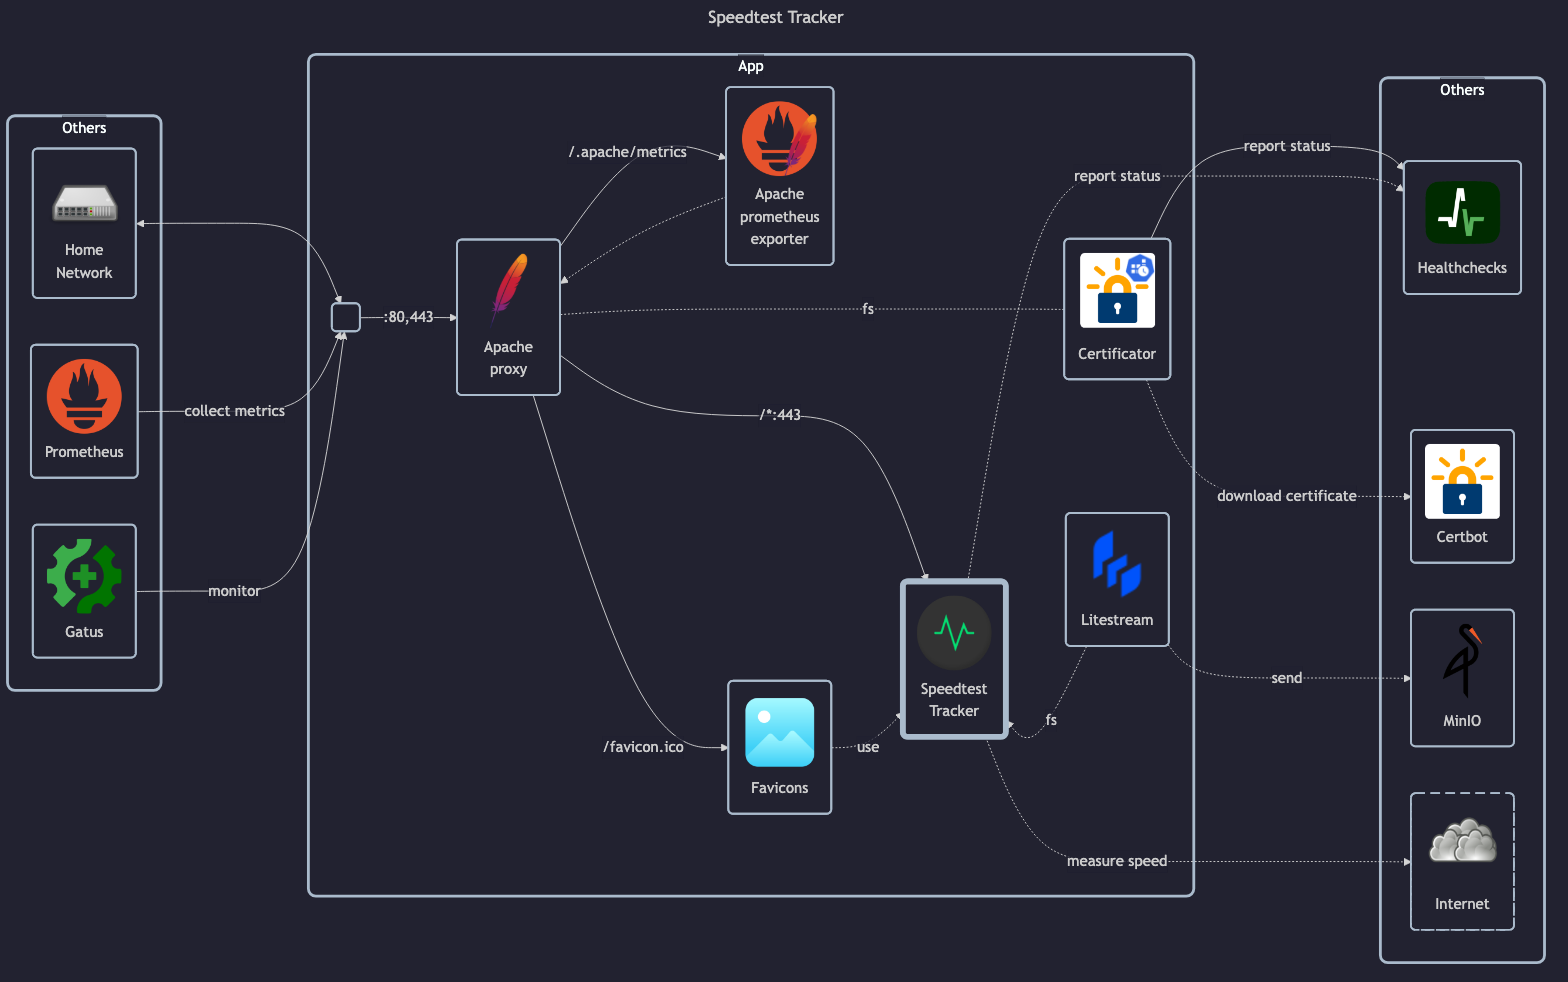 Speedtest Tracker
App
Others
Others
Home
Network
Prometheus
Gatus
collect metrics
monitor
:80,443
Apache
proxy
/.apache/metrics
Apache
prometheus
exporter
fs
/*:443
/favicon.ico
Favicons
use
Speedtest
Tracker
fs
Litestream
Certificator
report status
report status
download certificate
send
measure speed
Healthchecks
Certbot
MinIO
Internet